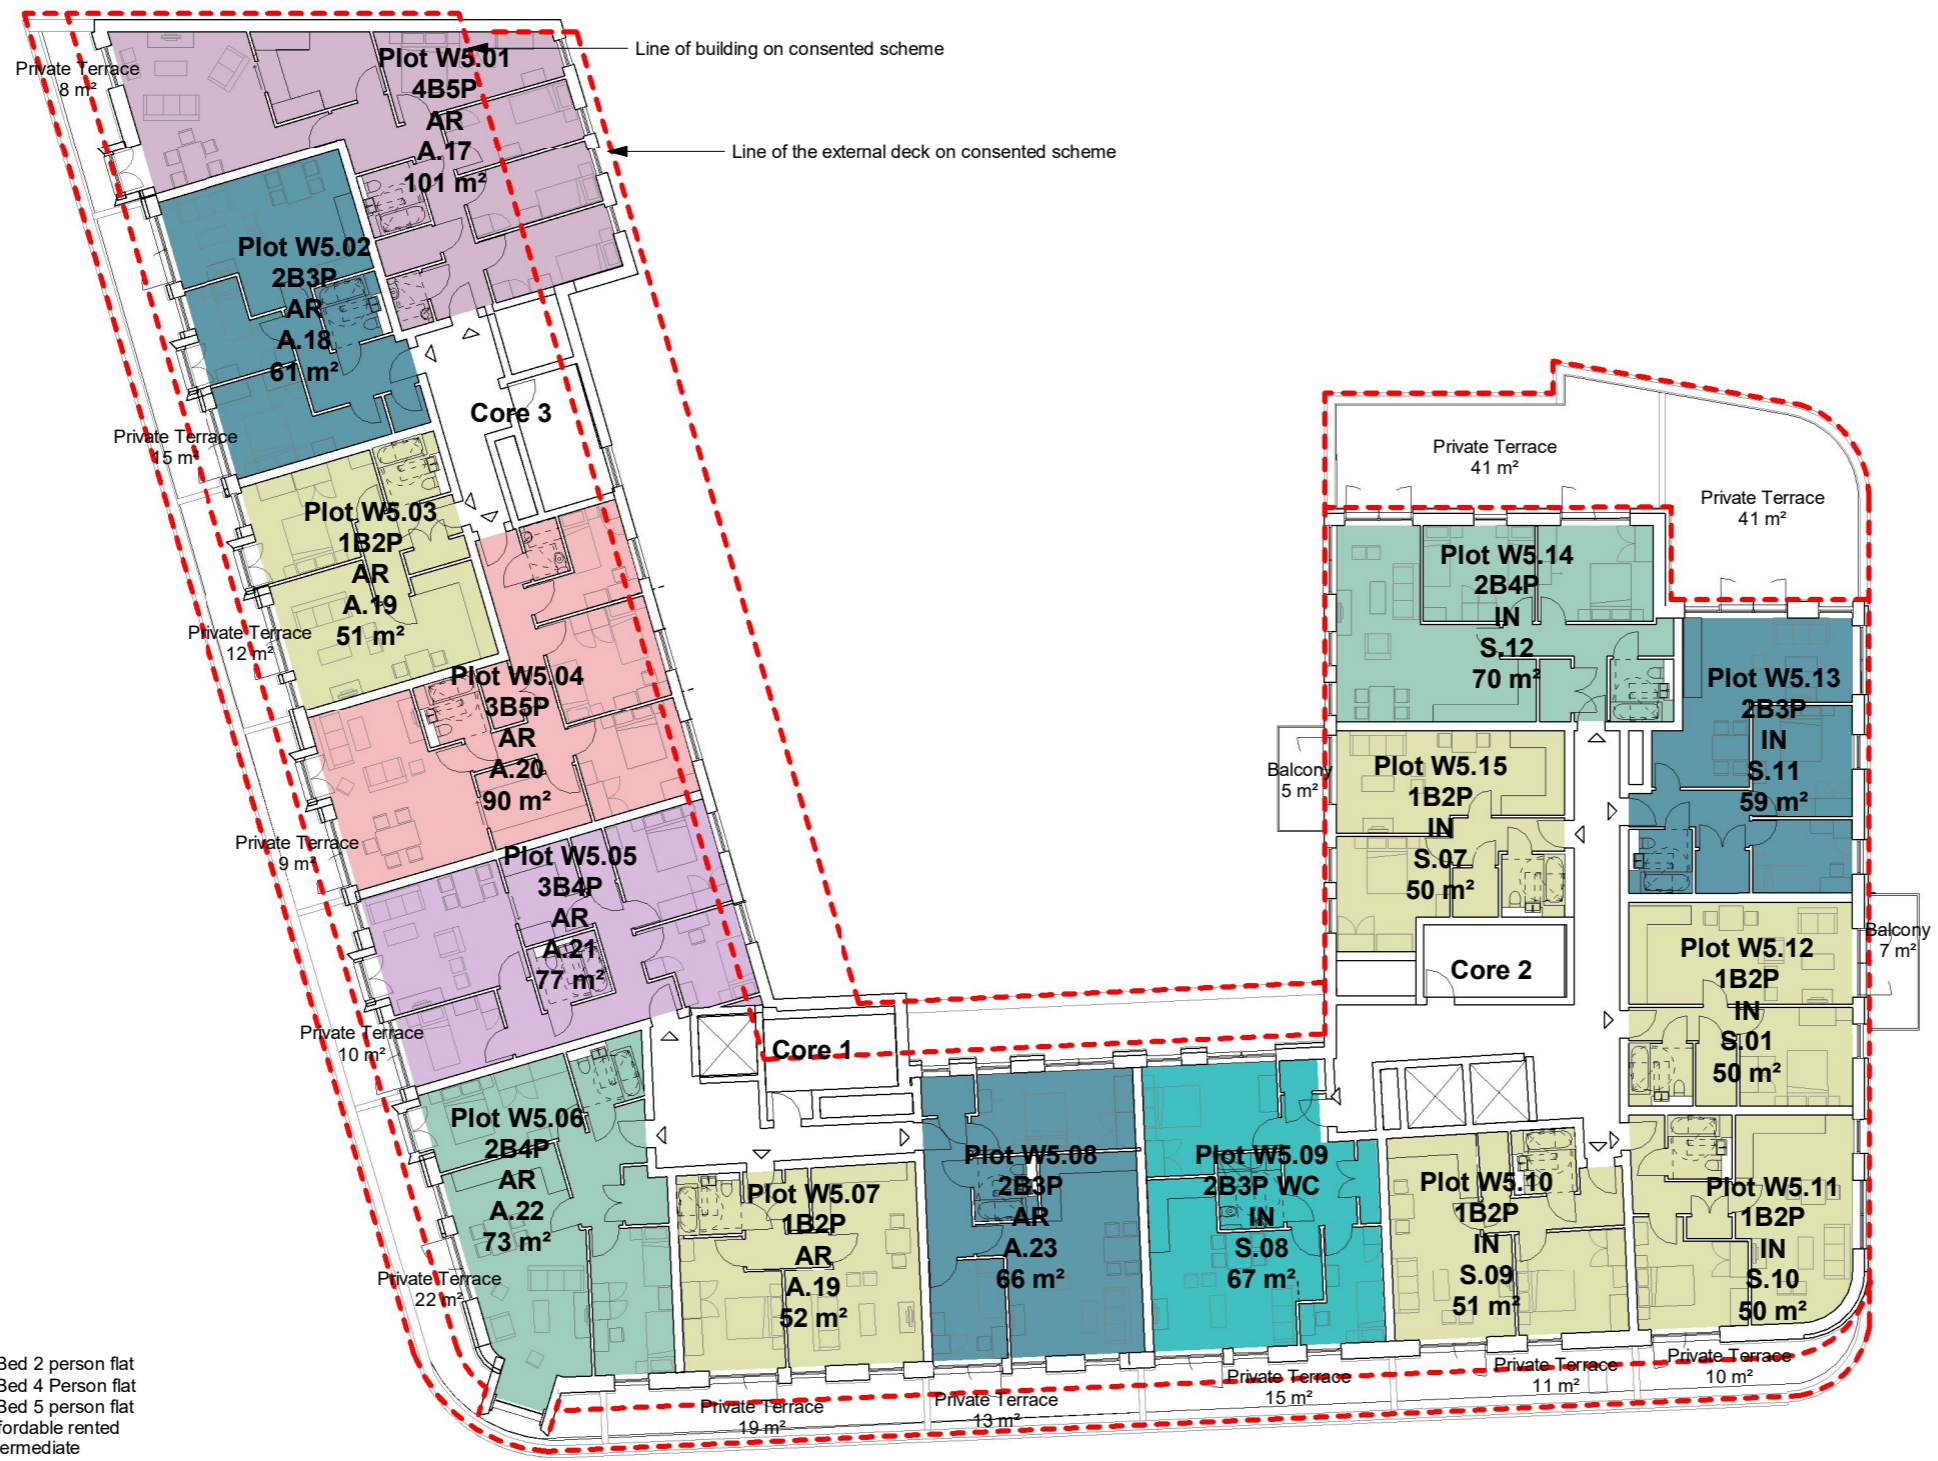 Line of building on consented scheme
Line of the external deck on consented scheme
Private Terrace
8 m²
Plot W5.01
4B5P
AR
A.17
101 m²
Plot W5.02
2B3P
AR
A.18
61 m²
Core 3
Private Terrace
15 m²
Plot W5.03
1B2P
AR
A.19
51 m²
Private Terrace
12 m²
Plot W5.04
3B5P
AR
A.20
90 m²
Private Terrace
9 m²
Plot W5.05
3B4P
AR
A.21
77 m²
Private Terrace
10 m²
Core 1
Plot W5.06
2B4P
AR
A.22
73 m²
Private Terrace
22 m²
Plot W5.07
1B2P
AR
A.19
52 m²
Private Terrace
19 m²
Plot W5.08
2B3P
AR
A.23
66 m²
Private Terrace
13 m²
Plot W5.09
2B3P WC
IN
S.08
67 m²
Private Terrace
15 m²
Plot W5.10
1B2P
IN
S.09
51 m²
Private Terrace
11 m²
Plot W5.11
1B2P
IN
S.10
50 m²
Private Terrace
10 m²
Plot W5.12
1B2P
IN
S.01
50 m²
Balcony
7 m²
Core 2
Plot W5.13
2B3P
IN
S.11
59 m²
Private Terrace
41 m²
Plot W5.14
2B4P
IN
S.12
70 m²
Private Terrace
41 m²
Plot W5.15
1B2P
IN
S.07
50 m²
Balcony
5 m²
Bed 2 person flat
Bed 4 Person flat
Bed 5 person flat
fordable rented
ermediate